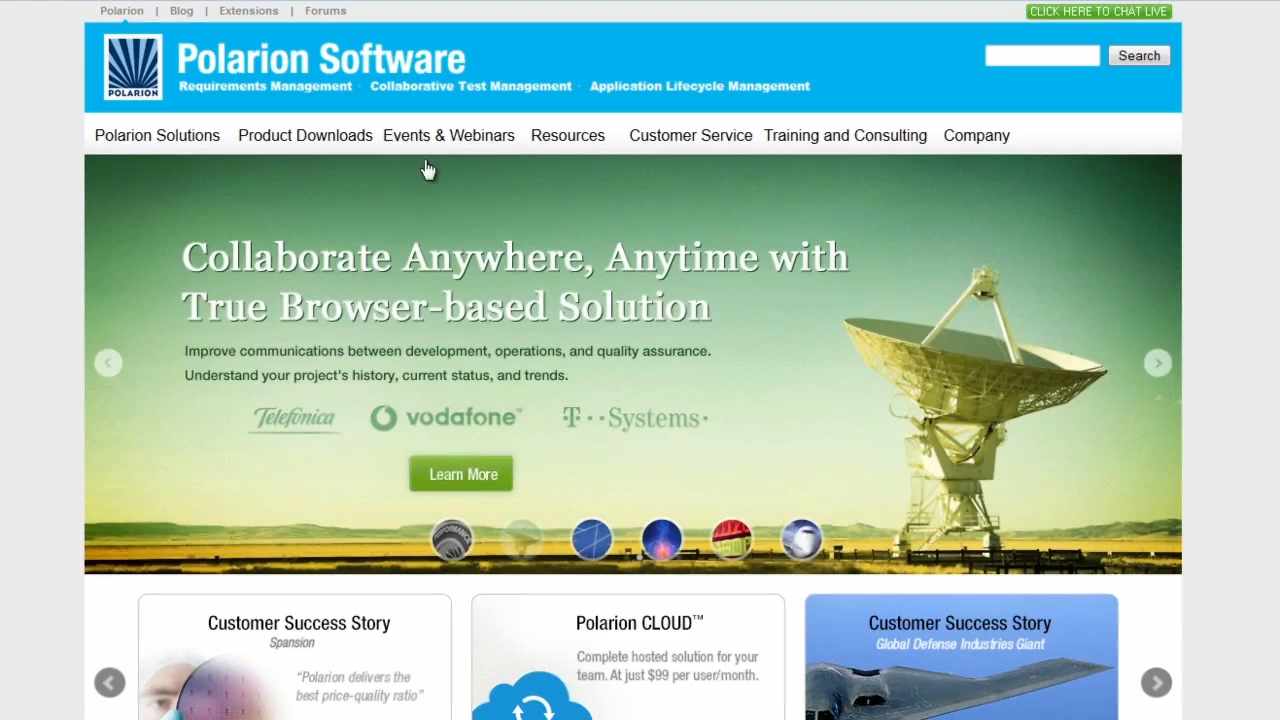 Polarion | Blog | Extensions | Forums
CLICK HERE TO CHAT LIVE
POLARION
Polarion Software
Requirements Management · Collaborative Test Management · Application Lifecycle Management
Search
Polarion Solutions Product Downloads Events & Webinars Resources Customer Service Training and Consulting Company
Collaborate Anywhere, Anytime with
True Browser-based Solution
Improve communications between development, operations, and quality assurance.
Understand your project's history, current status, and trends.
Telefónica vodafone™ T··Systems·
Learn More
Customer Success Story
Spansion
"Polarion delivers the
best price-quality ratio"
Polarion CLOUD™
Complete hosted solution for your
team. At just $99 per user/month.
Customer Success Story
Global Defense Industries Giant